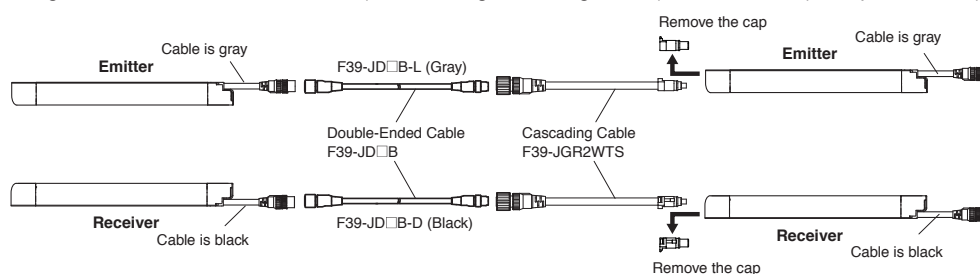 Remove the cap
Cable is gray
Cable is gray
Emitter
F39-JD□B-L (Gray)
Emitter
Double-Ended Cable
F39-JD□B
Cascading Cable
F39-JGR2WTS
Receiver
Cable is black
F39-JD□B-D (Black)
Receiver
Cable is black
Remove the cap